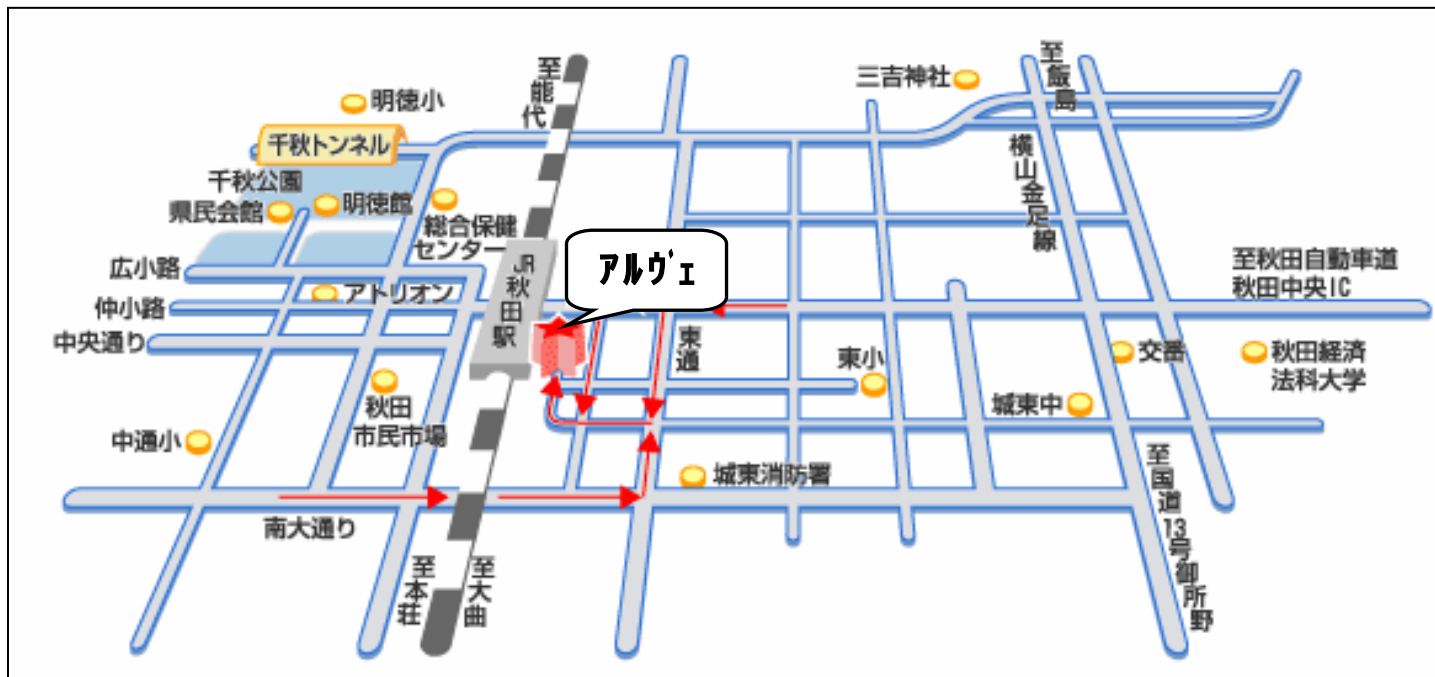 至能代
至飯島
三吉神社
明徳小
千秋トンネル
千秋公園
県民会館
明徳館
総合保健
センター
横山金足線
JR秋田駅
アルヴェ
至秋田自動車道
秋田中央IC
広小路
仲小路
アトリオン
中央通り
東通
東小
交番
秋田経済
法科大学
秋田
市民市場
城東中
中通小
城東消防署
南大通り
至本荘
至大曲
至国道13号御所野